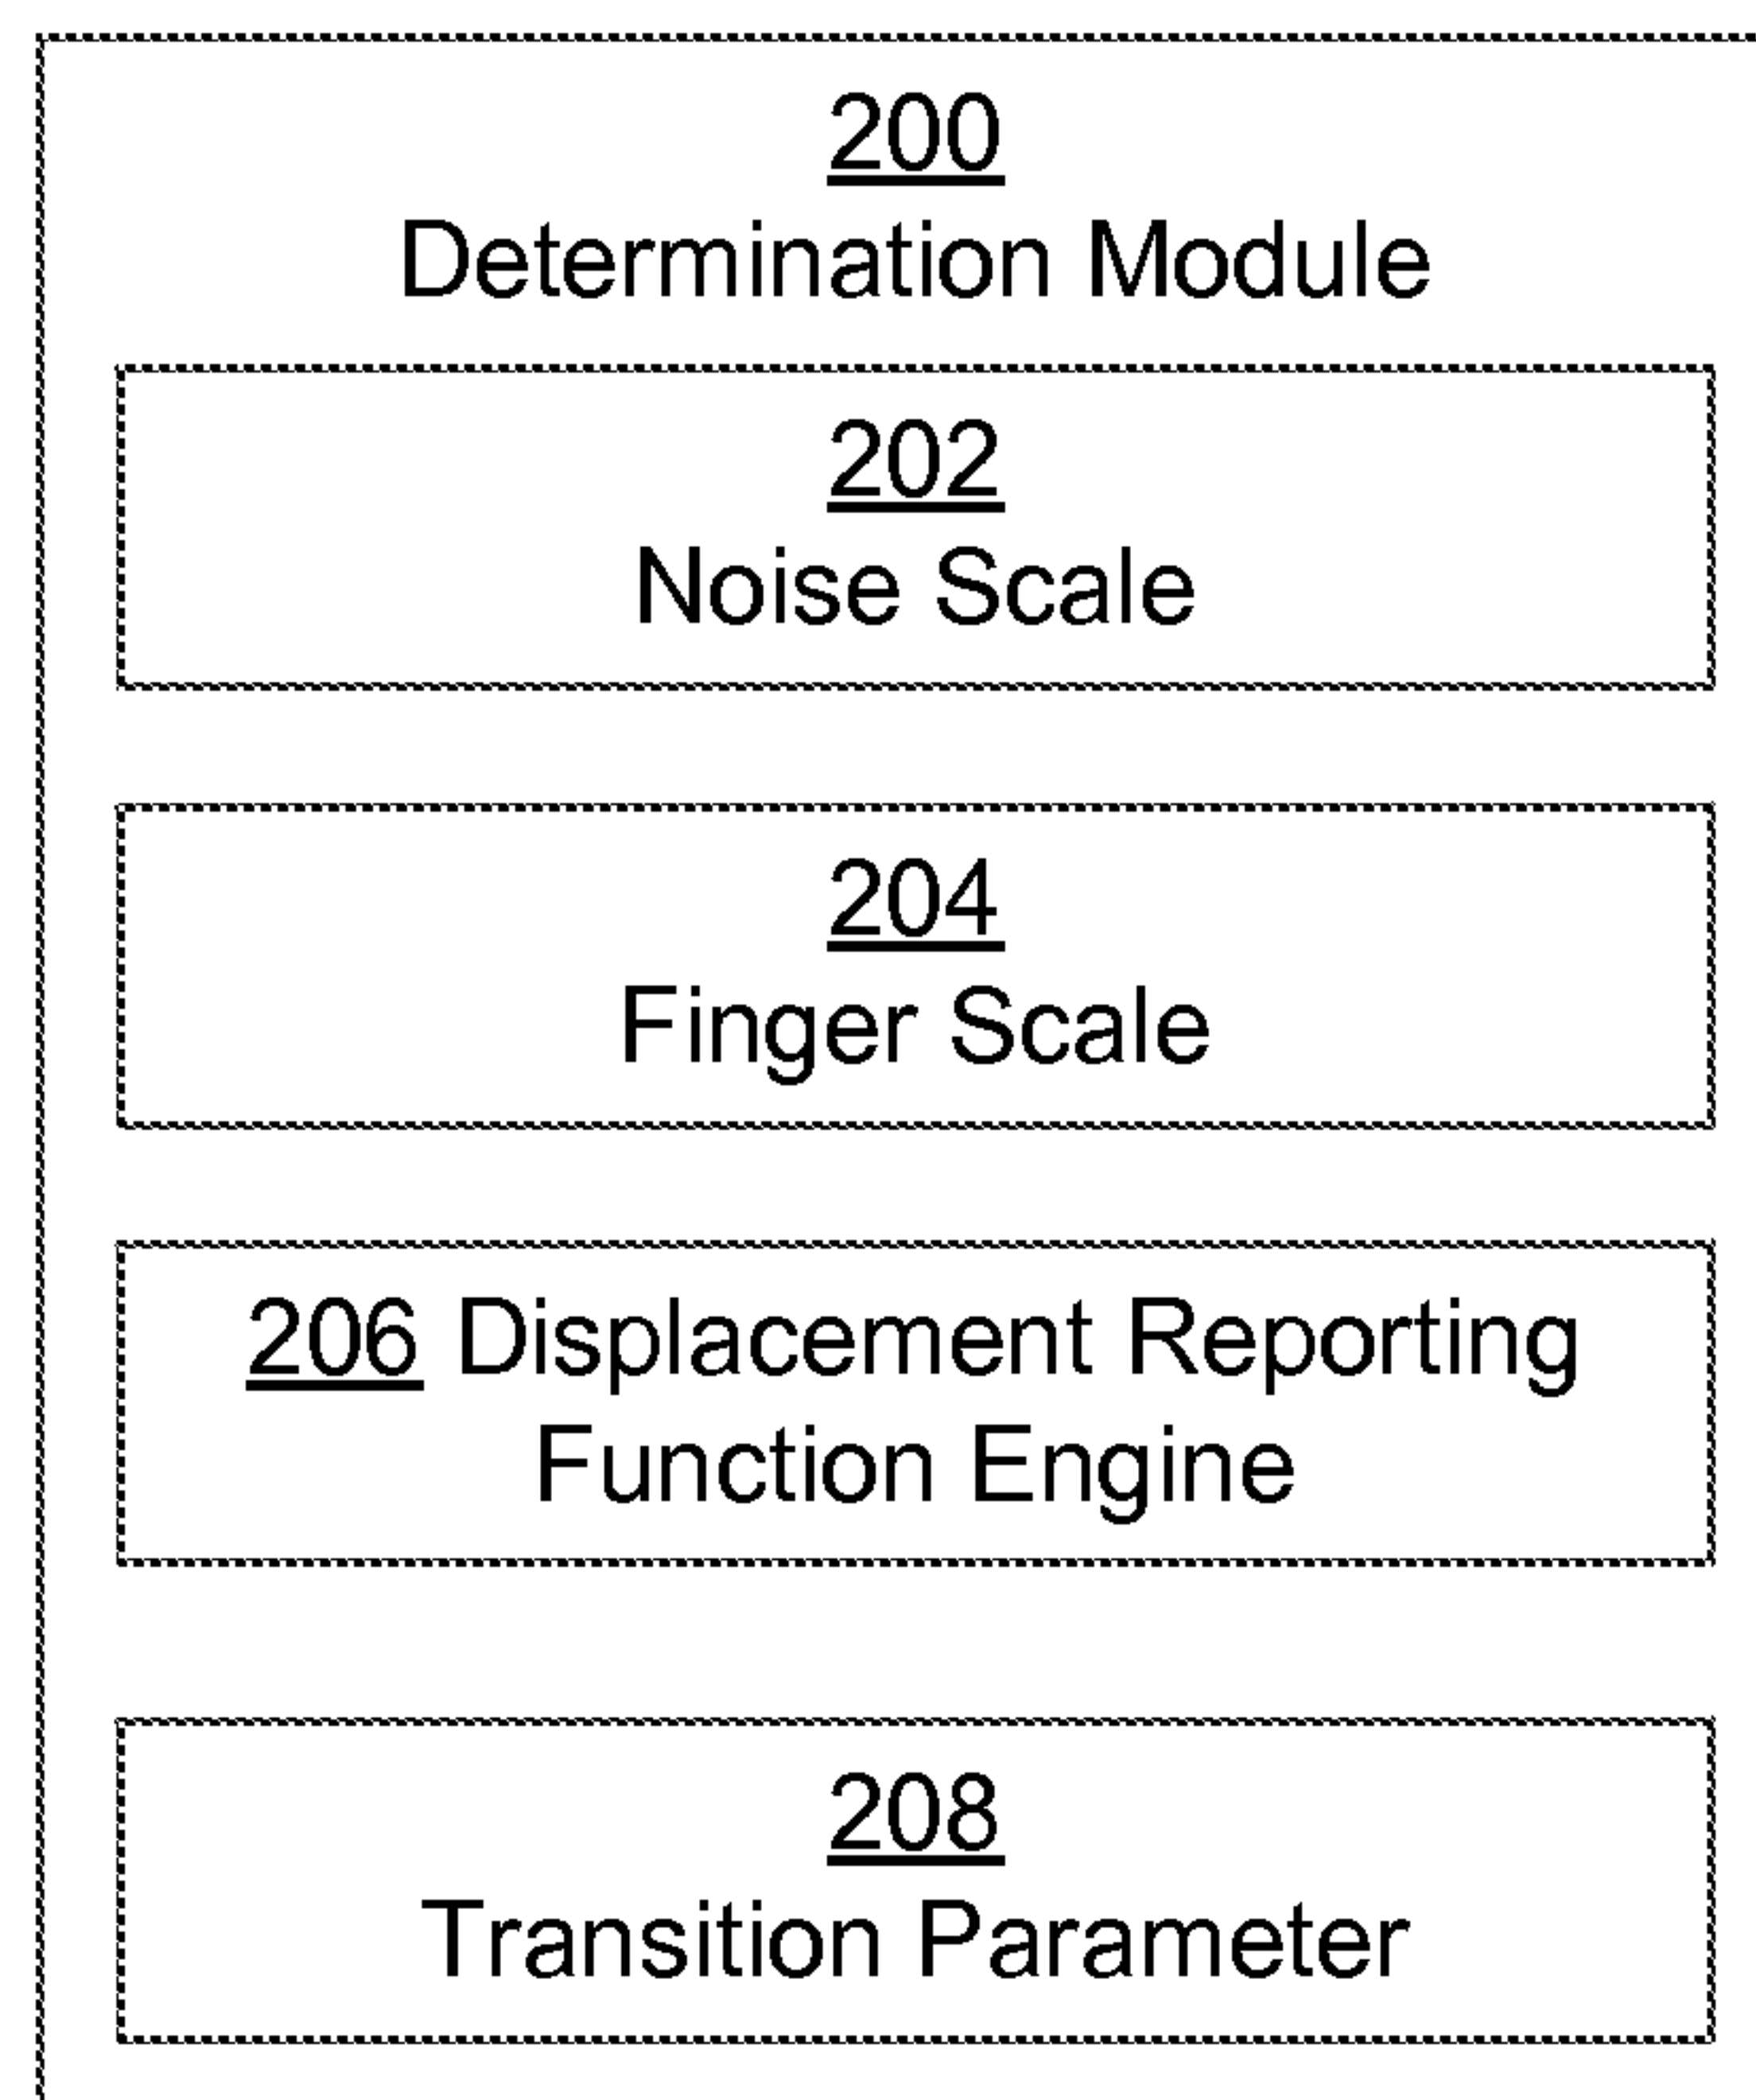 200
Determination Module
202
Noise Scale
204
Finger Scale
206 Displacement Reporting
Function Engine
208
Transition Parameter